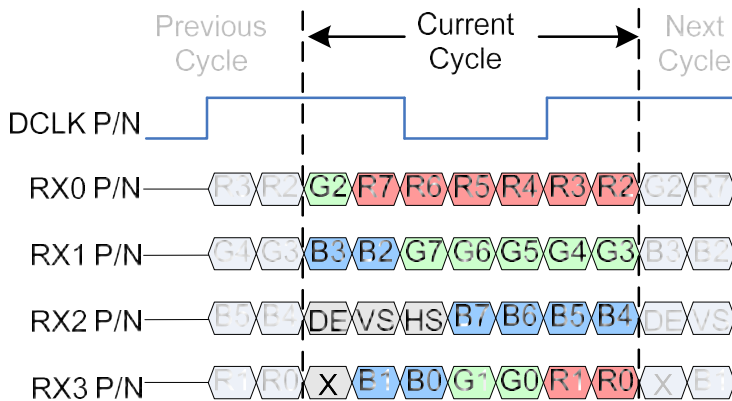 Previous Cycle
Current Cycle
Next Cycle
DCLK P/N
RX0 P/N R3 R2 G2 R7 R6 R5 R4 R3 R2 G2 R7
RX1 P/N G4 G3 B3 B2 G7 G6 G5 G4 G3 B3 B2
RX2 P/N B5 B4 DE VS HS B7 B6 B5 B4 DE VS
RX3 P/N R1 R0 X B1 B0 G1 G0 R1 R0 X B1